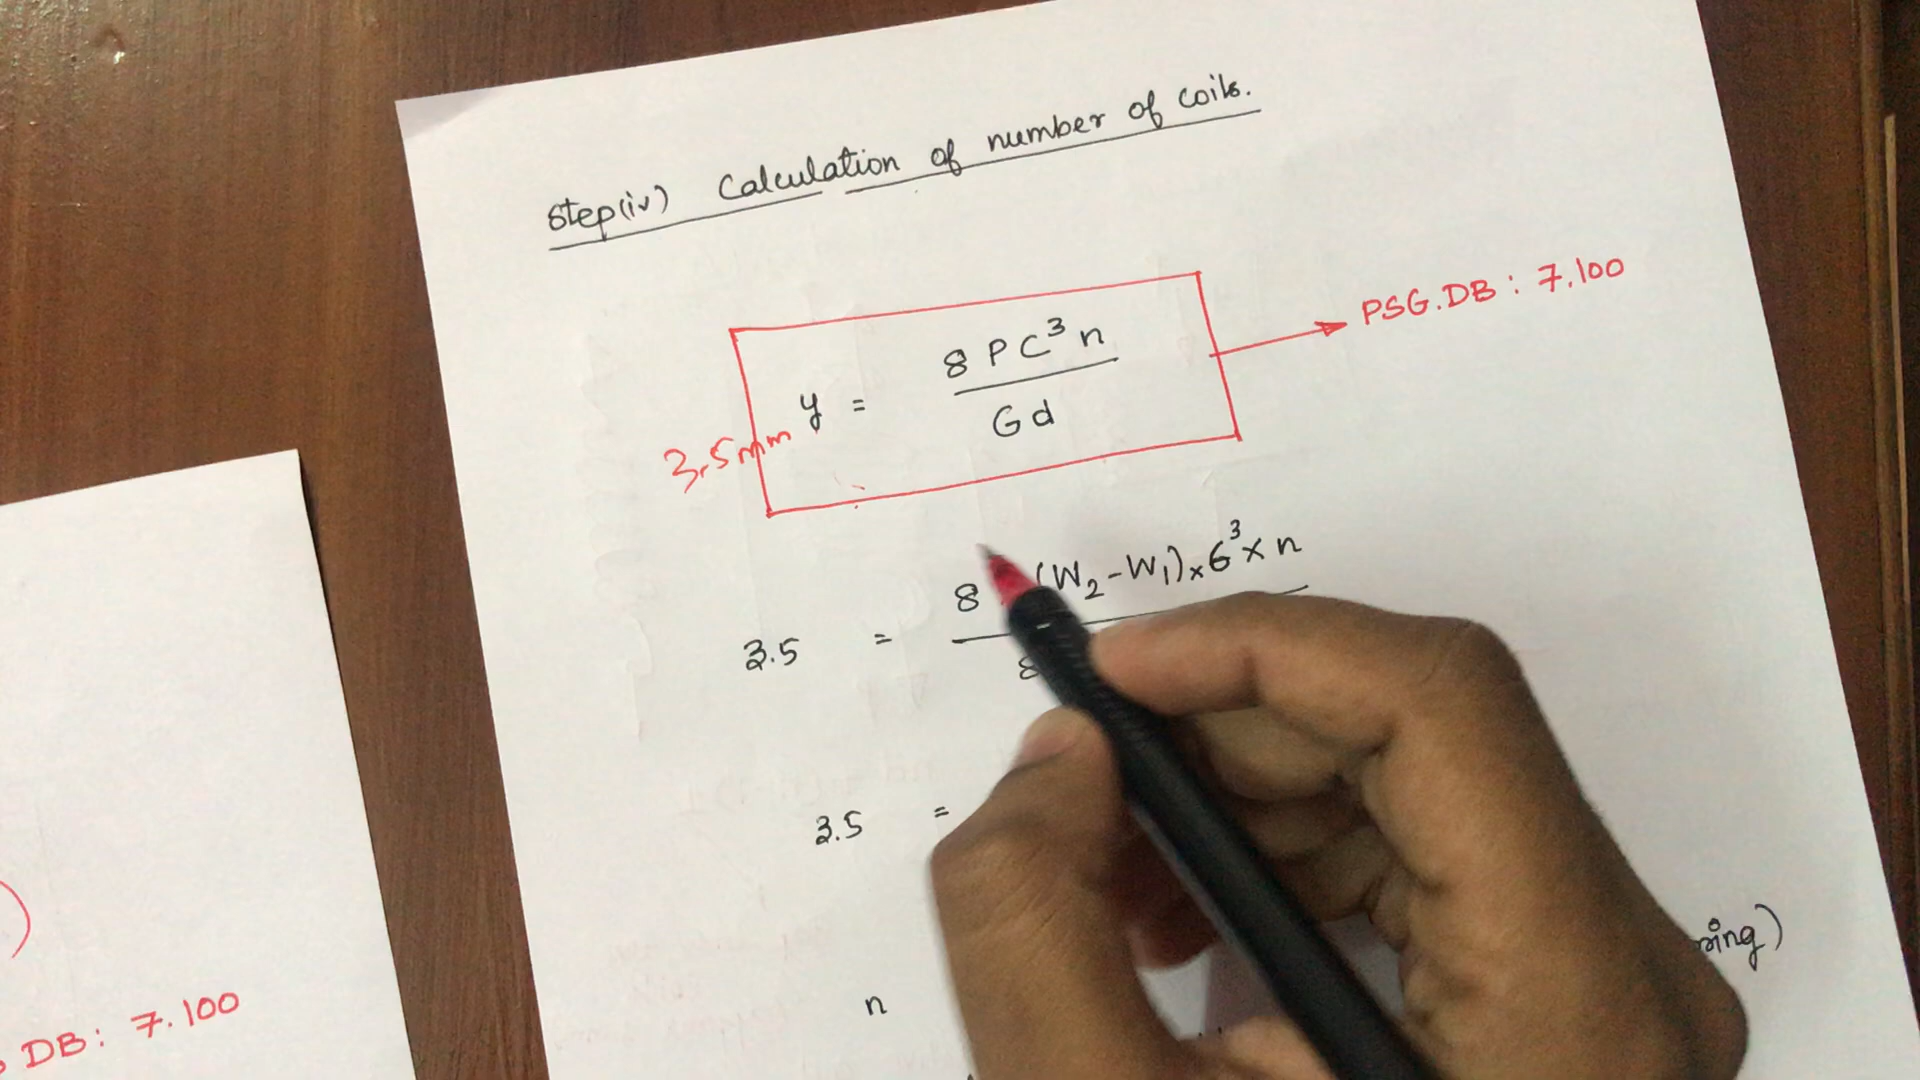 Step(iv) Calculation of number of coils.
y = 8 P C³ n / G d
PSG.DB : 7.100
3.5mm
3.5 = 8 (W₂-W₁)×6³× n / 8
3.5 =
n
DB: 7.100